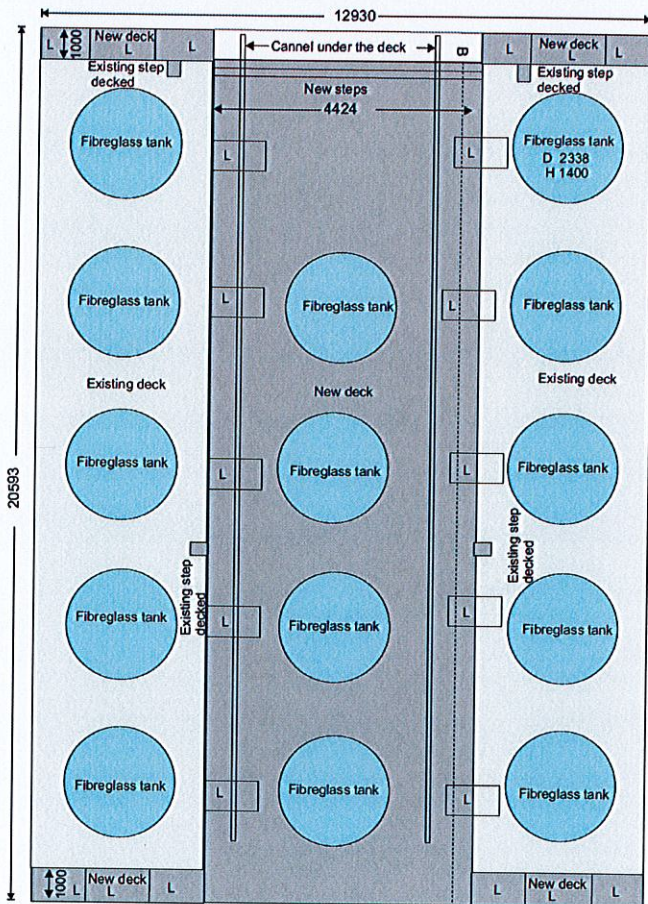 12930
L
1000
New deck
L
L
Cannel under the deck
B
L
New deck
L
L
Existing step
decked
New steps
4424
Existing step
decked
Fibreglass tank
L
L
Fibreglass tank
D 2338
H 1400
Fibreglass tank
L
Fibreglass tank
L
Fibreglass tank
Existing deck
New deck
Existing deck
20593
Fibreglass tank
L
Fibreglass tank
L
Fibreglass tank
Existing step
decked
Existing step
decked
Fibreglass tank
L
Fibreglass tank
L
Fibreglass tank
Fibreglass tank
L
Fibreglass tank
L
Fibreglass tank
L
1000
New deck
L
L
L
New deck
L
L